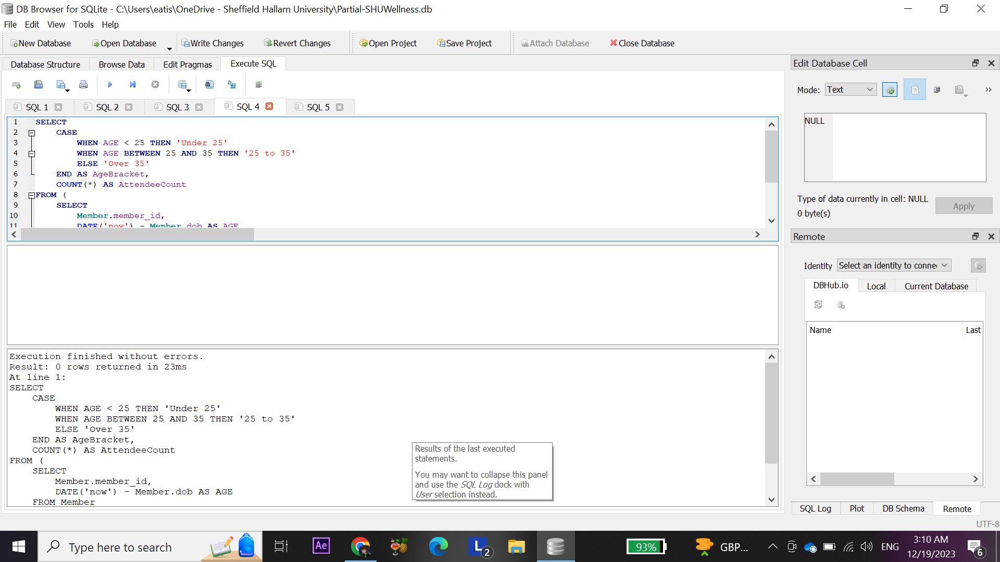 DB Browser for SQLite - C:\Users\eatis\OneDrive - Sheffield Hallam University\Partial-SHUWellness.db
File Edit View Tools Help
New Database Open Database Write Changes Revert Changes Open Project Save Project Attach Database Close Database
Database Structure Browse Data Edit Pragmas Execute SQL
SQL 1 SQL 2 SQL 3 SQL 4 SQL 5
1 SELECT
2 CASE
3 WHEN AGE < 25 THEN 'Under 25'
4 WHEN AGE BETWEEN 25 AND 35 THEN '25 to 35'
5 ELSE 'Over 35'
6 END AS AgeBracket,
7 COUNT(*) AS AttendeeCount
8 FROM (
9 SELECT
10 Member.member_id,
11 DATE('now') - Member.dob AS AGE
Execution finished without errors.
Result: 0 rows returned in 23ms
At line 1:
SELECT
CASE
WHEN AGE < 25 THEN 'Under 25'
WHEN AGE BETWEEN 25 AND 35 THEN '25 to 35'
ELSE 'Over 35'
END AS AgeBracket,
COUNT(*) AS AttendeeCount
FROM (
SELECT
Member.member_id,
DATE('now') - Member.dob AS AGE
FROM Member
Results of the last executed
statements.
You may want to collapse this panel
and use the SQL Log dock with
User selection instead.
Edit Database Cell
Mode: Text
NULL
Type of data currently in cell: NULL
0 byte(s)
Apply
Remote
Identity Select an identity to conne
DBHub.io Local Current Database
Name Last
SQL Log Plot DB Schema Remote
UTF-8
Type here to search
Ae
L 2
93%
GBP...
ENG
3:10 AM
12/19/2023
6